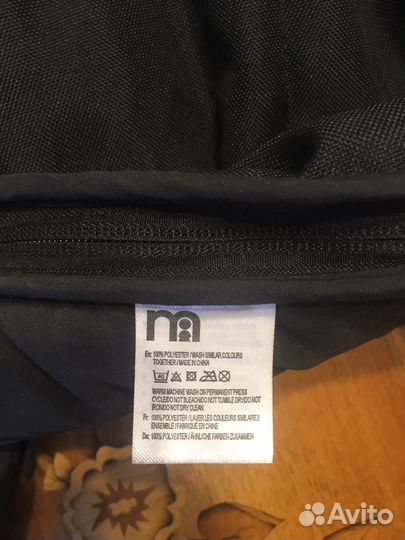 m
En: 100% POLYESTER / WASH SIMILAR COLOURS
TOGETHER / MADE IN CHINA
40
WARM MACHINE WASH ON PERMANENT PRESS
CYCLE/DO NOT BLEACH/DO NOT TUMBLE DRY/DO NOT
IRON/DO NOT DRY CLEAN
Fr: 100% POLYESTER / LAVER LES COULEURS SIMILAIRES
ENSEMBLE / FABRIQUÉ EN CHINE
De: 100% POLYESTER / ÄHNLICHE FARBEN ZUSAMMEN
Avito